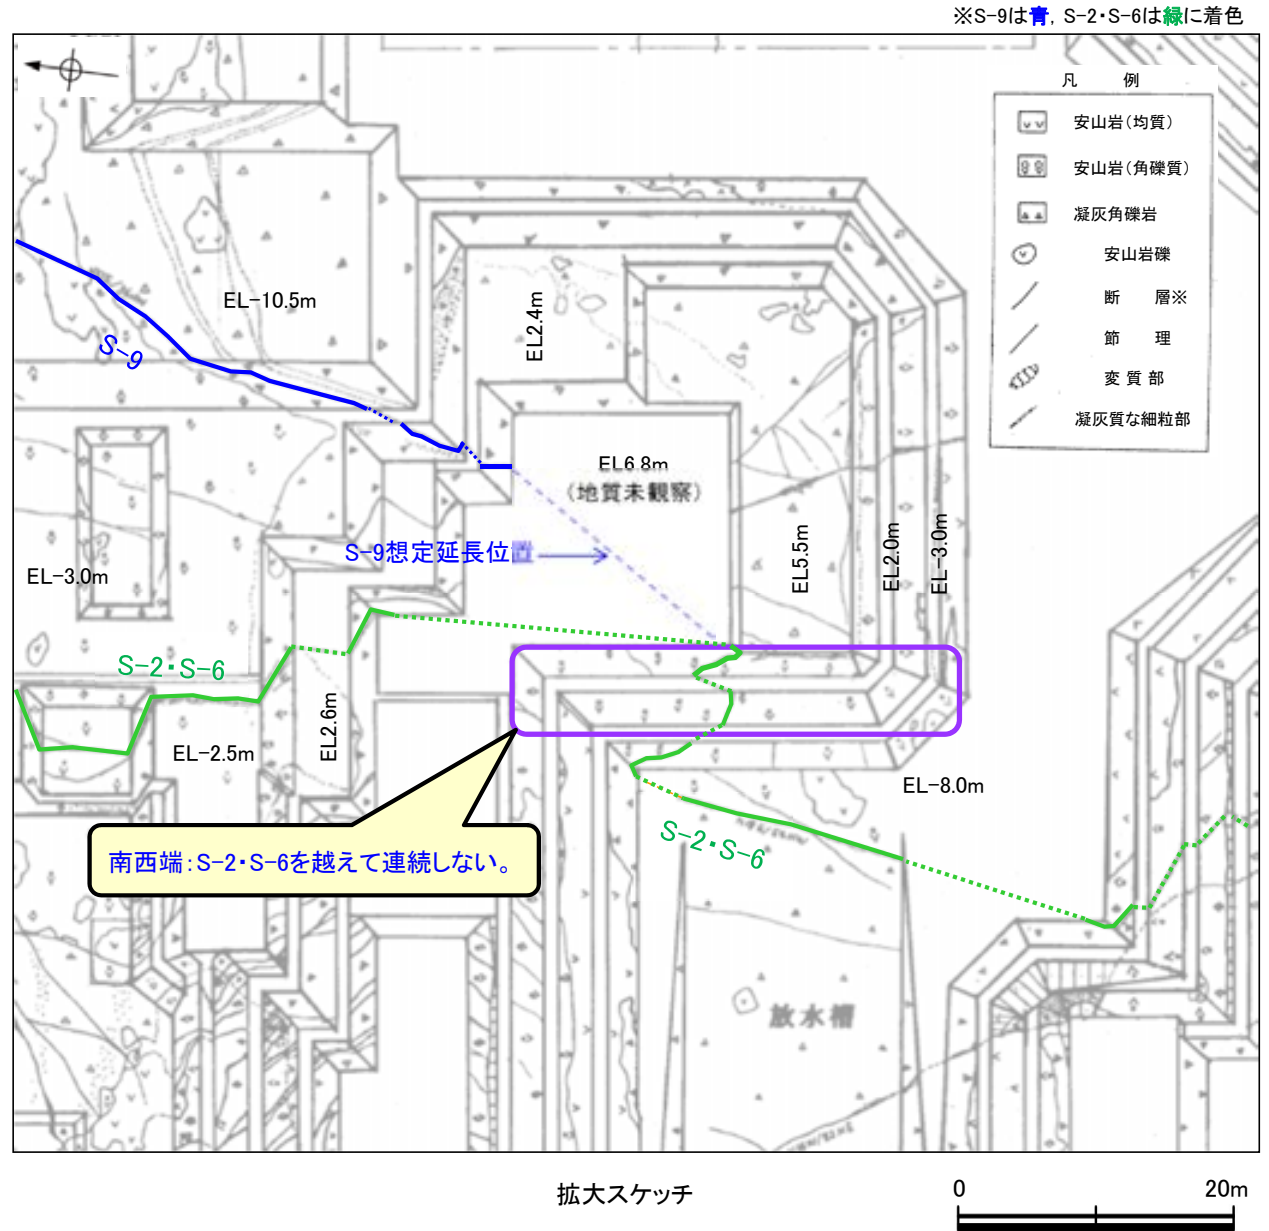 ※S-9は青，S-2・S-6は緑に着色
凡　例
安山岩（均質）
安山岩（角礫質）
凝灰角礫岩
安山岩礫
断　層※
節　理
変 質 部
凝灰質な細粒部
EL-10.5m
S-9
EL2.4m
EL6.8m
（地質未観察）
S-9想定延長位置
EL5.5m
EL2.0m
EL-3.0m
EL-3.0m
S-2・S-6
EL-2.5m
EL2.6m
EL-8.0m
S-2・S-6
南西端：S-2・S-6を越えて連続しない。
放水槽
拡大スケッチ
0
20m